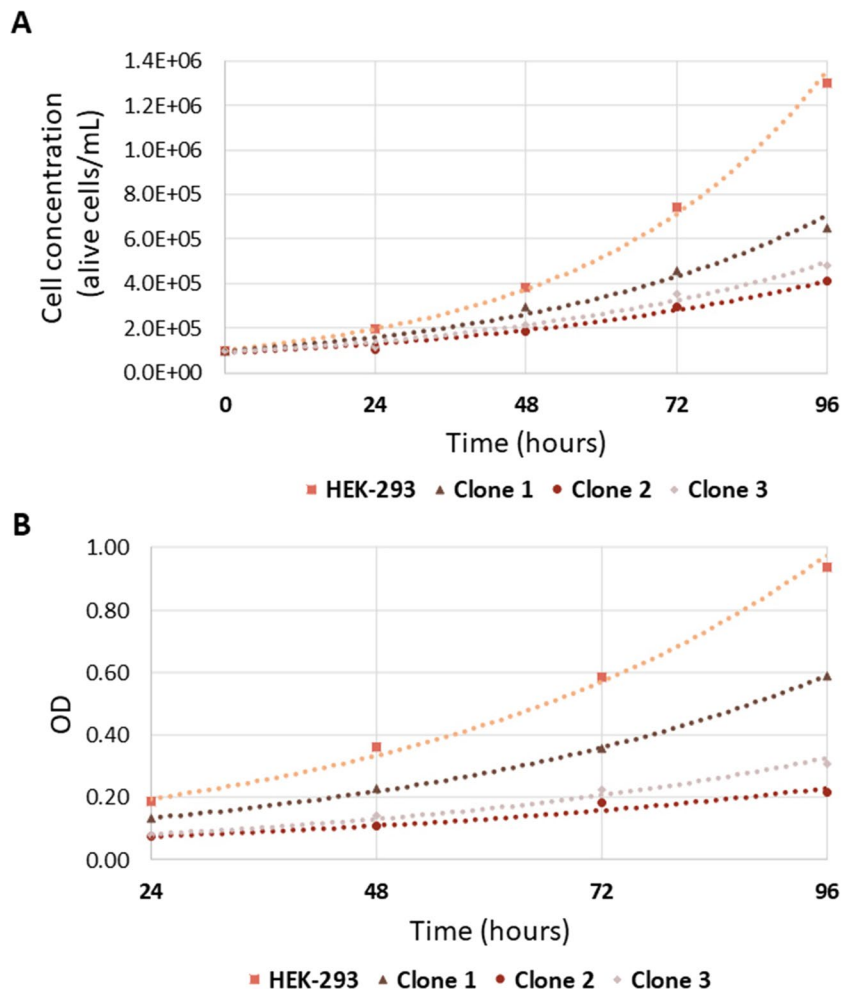 A
Cell concentration
(alive cells/mL)
1.4E+06
1.2E+06
1.0E+06
8.0E+05
6.0E+05
4.0E+05
2.0E+05
0.0E+00
0 24 48 72 96
Time (hours)
HEK-293 Clone 1 Clone 2 Clone 3
B
OD
1.00
0.80
0.60
0.40
0.20
0.00
24 48 72 96
Time (hours)
HEK-293 Clone 1 Clone 2 Clone 3